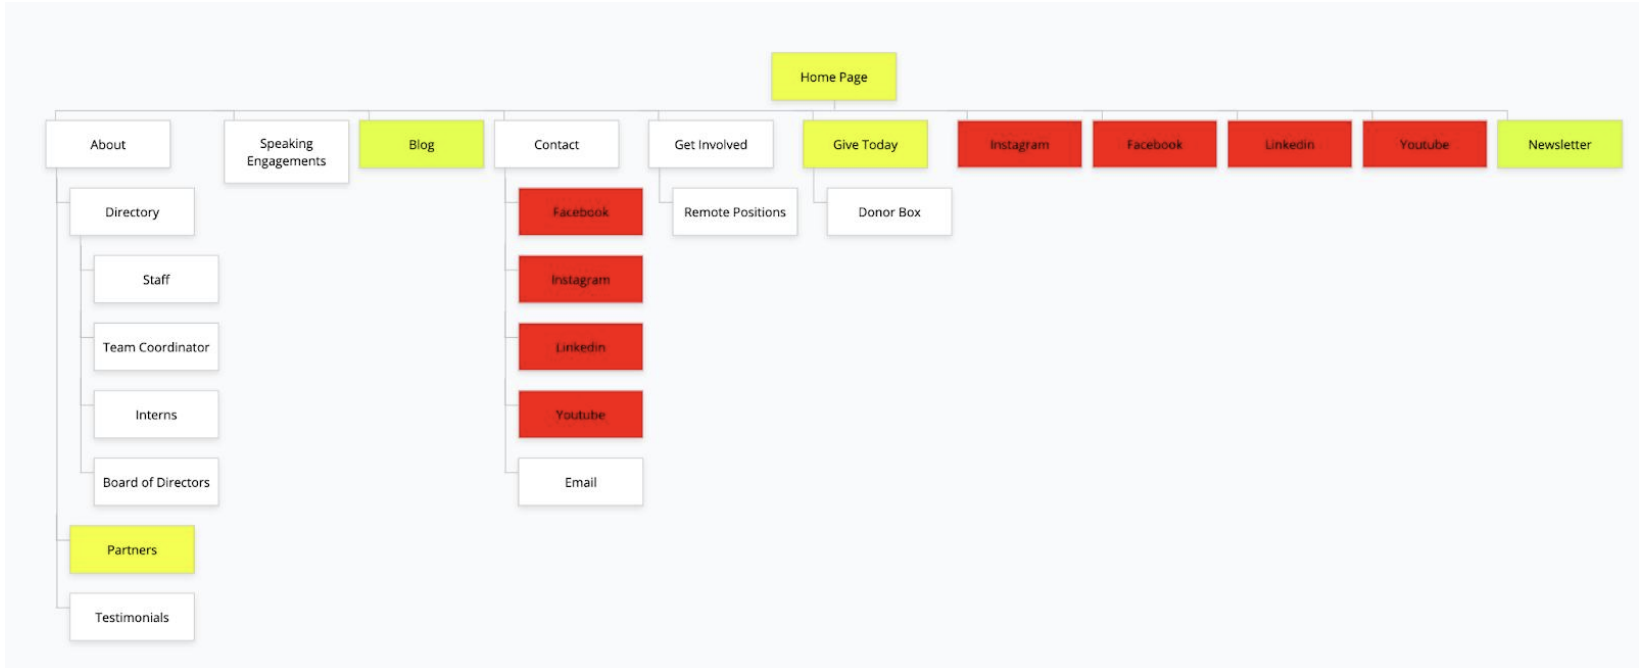 Home Page
About
Speaking
Engagements
Blog
Contact
Get Involved
Give Today
Instagram
Facebook
Linkedin
Youtube
Newsletter
Directory
Staff
Team Coordinator
Interns
Board of Directors
Partners
Testimonials
Facebook
Instagram
Linkedin
Youtube
Email
Remote Positions
Donor Box